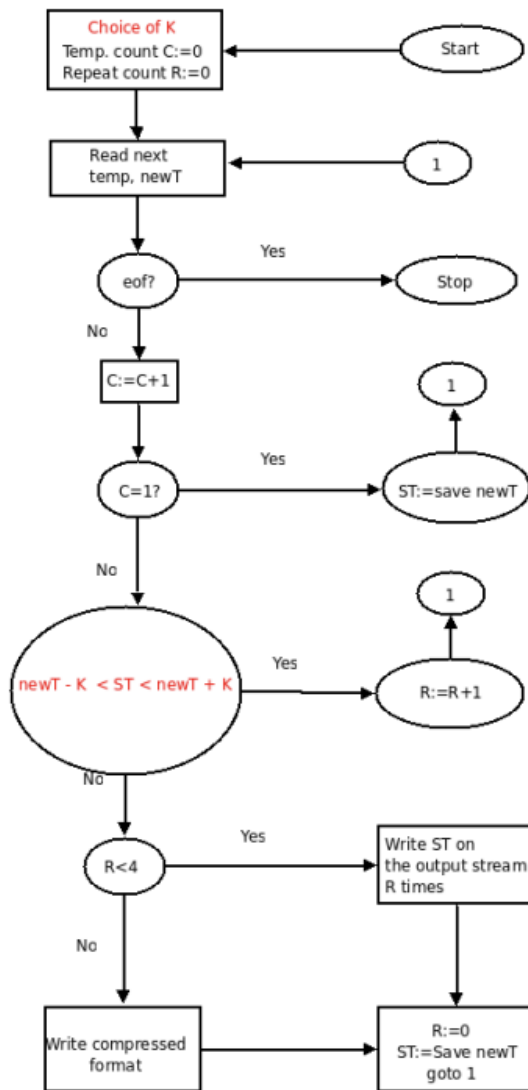 Choice of K
Temp. count C:=0
Repeat count R:=0
Start
Read next
temp, newT
1
eof?
Yes
Stop
No
C:=C+1
1
C=1?
Yes
ST:=save newT
No
1
newT - K < ST < newT + K
Yes
R:=R+1
No
R<4
Yes
Write ST on
the output stream
R times
No
Write compressed
format
R:=0
ST:=Save newT
goto 1